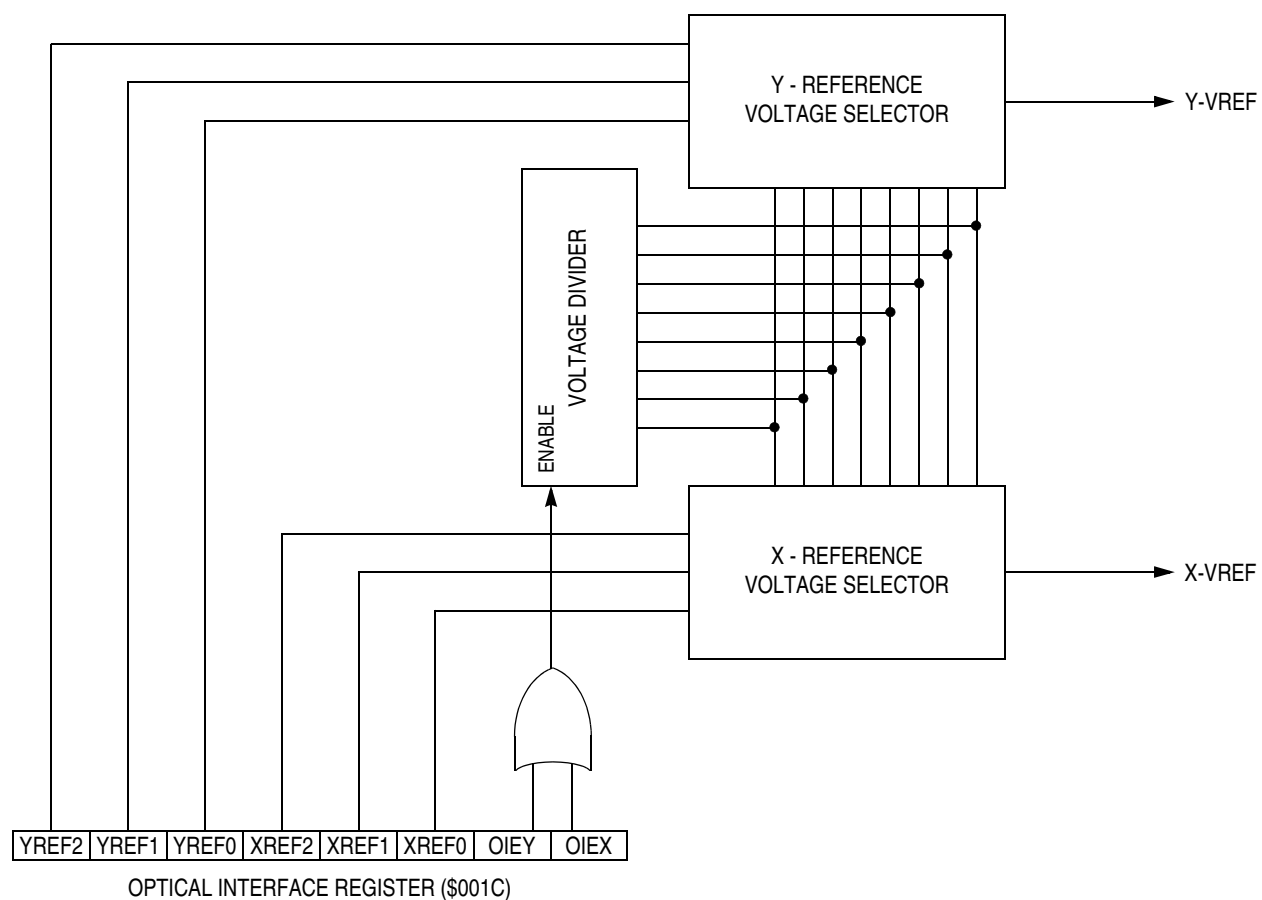 Y - REFERENCE
VOLTAGE SELECTOR
Y-VREF
VOLTAGE DIVIDER
ENABLE
X - REFERENCE
VOLTAGE SELECTOR
X-VREF
YREF2 YREF1 YREF0 XREF2 XREF1 XREF0 OIEY OIEX
OPTICAL INTERFACE REGISTER ($001C)